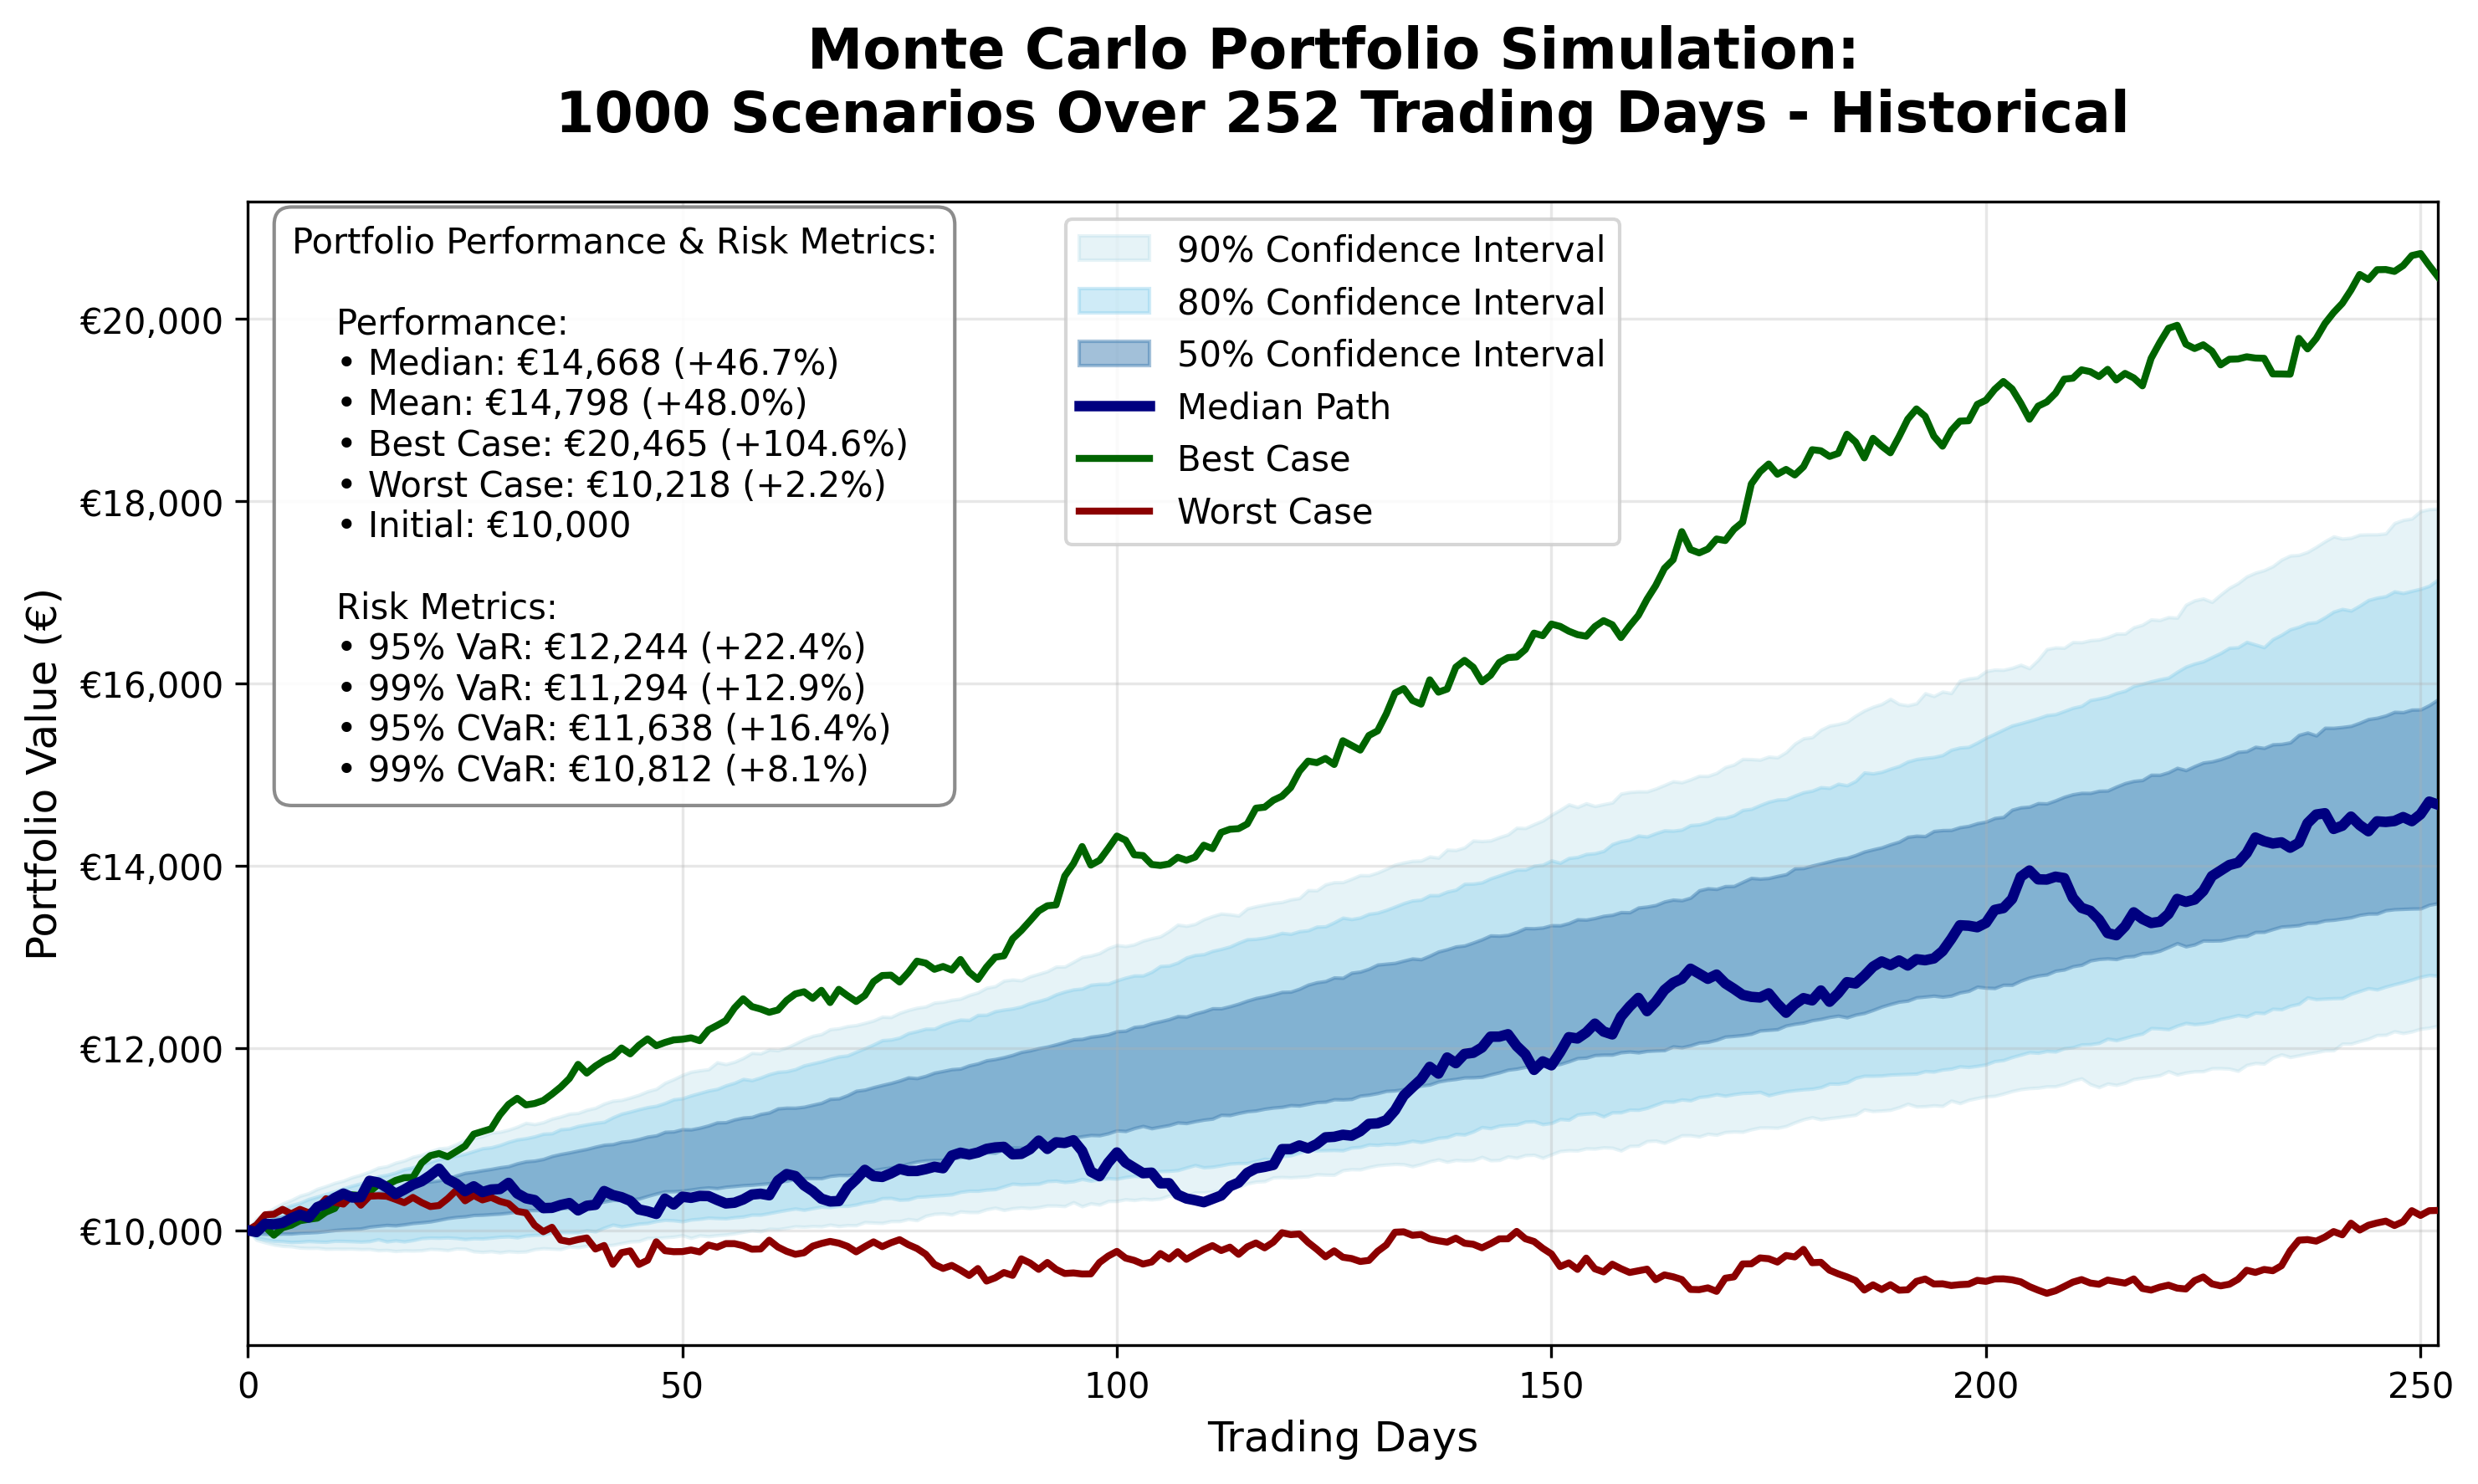 Monte Carlo Portfolio Simulation:
1000 Scenarios Over 252 Trading Days - Historical
Portfolio Performance & Risk Metrics:
Performance:
• Median: €14,668 (+46.7%)
• Mean: €14,798 (+48.0%)
• Best Case: €20,465 (+104.6%)
• Worst Case: €10,218 (+2.2%)
• Initial: €10,000
Risk Metrics:
• 95% VaR: €12,244 (+22.4%)
• 99% VaR: €11,294 (+12.9%)
• 95% CVaR: €11,638 (+16.4%)
• 99% CVaR: €10,812 (+8.1%)
90% Confidence Interval
80% Confidence Interval
50% Confidence Interval
Median Path
Best Case
Worst Case
Portfolio Value (€)
€20,000
€18,000
€16,000
€14,000
€12,000
€10,000
0 50 100 150 200 250
Trading Days